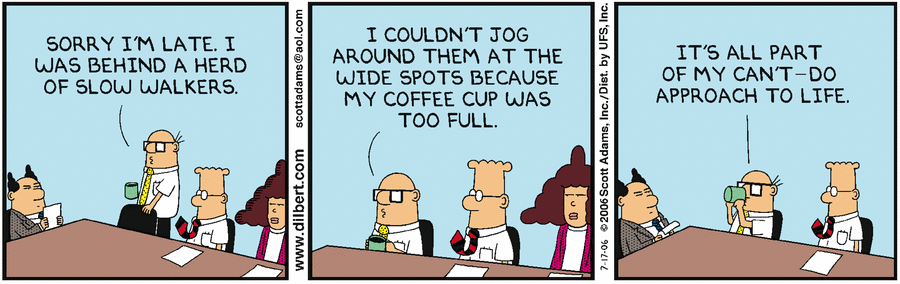 SORRY I'M LATE. I
WAS BEHIND A HERD
OF SLOW WALKERS.
www.dilbert.com
scottadams@aol.com
I COULDN'T JOG
AROUND THEM AT THE
WIDE SPOTS BECAUSE
MY COFFEE CUP WAS
TOO FULL.
7-17-06 © 2006 Scott Adams, Inc./Dist. by UFS, Inc.
IT'S ALL PART
OF MY CAN'T-DO
APPROACH TO LIFE.